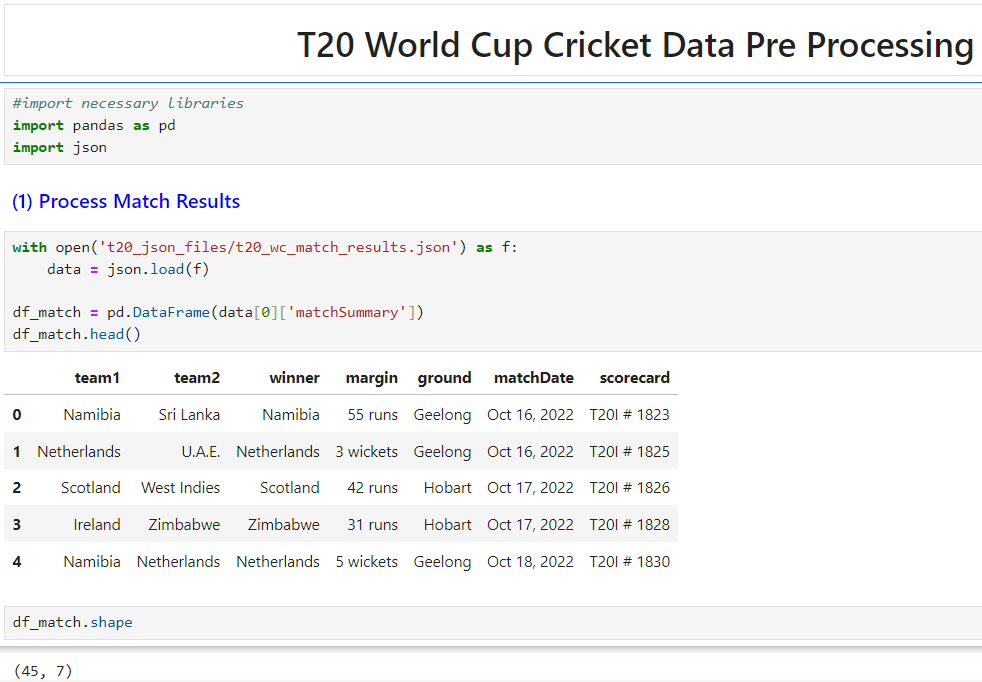 T20 World Cup Cricket Data Pre Processing
#import necessary libraries
import pandas as pd
import json
(1) Process Match Results
with open('t20_json_files/t20_wc_match_results.json') as f:
    data = json.load(f)
df_match = pd.DataFrame(data[0]['matchSummary'])
df_match.head()
team1 team2 winner margin ground matchDate scorecard
0 Namibia Sri Lanka Namibia 55 runs Geelong Oct 16, 2022 T20I # 1823
1 Netherlands U.A.E. Netherlands 3 wickets Geelong Oct 16, 2022 T20I # 1825
2 Scotland West Indies Scotland 42 runs Hobart Oct 17, 2022 T20I # 1826
3 Ireland Zimbabwe Zimbabwe 31 runs Hobart Oct 17, 2022 T20I # 1828
4 Namibia Netherlands Netherlands 5 wickets Geelong Oct 18, 2022 T20I # 1830
df_match.shape
(45, 7)